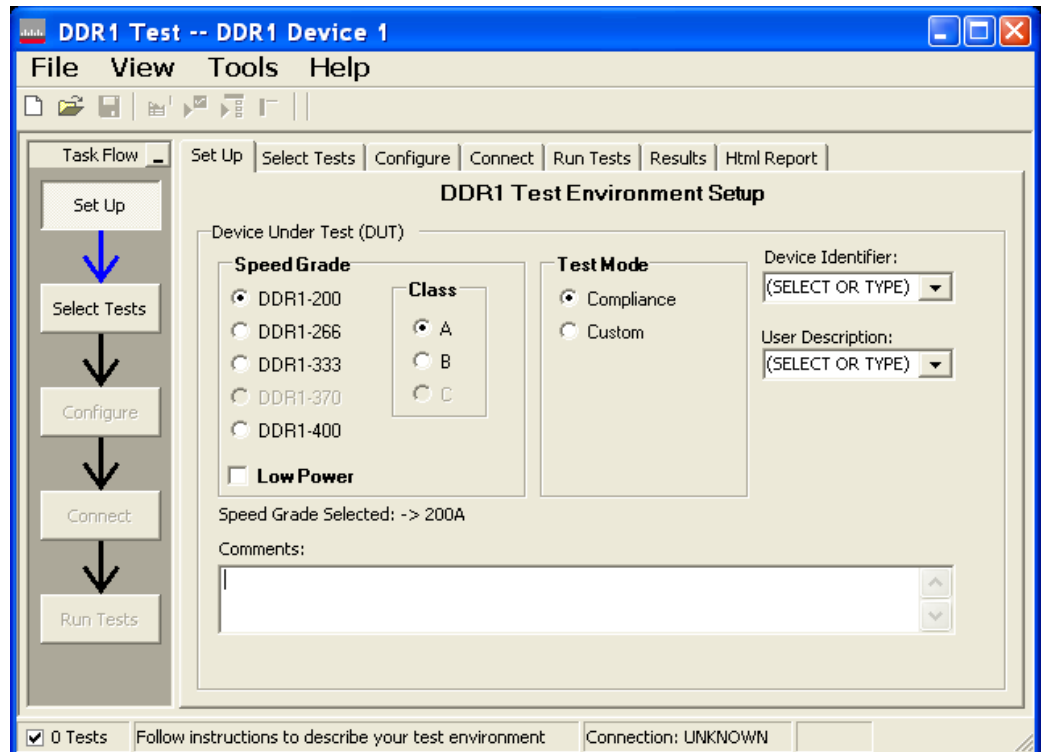 DDR1 Test -- DDR1 Device 1
File View Tools Help
Task Flow
Set Up
Select Tests
Configure
Connect
Run Tests
Set Up Select Tests Configure Connect Run Tests Results Html Report
DDR1 Test Environment Setup
Device Under Test (DUT)
Speed Grade
DDR1-200
DDR1-266
DDR1-333
DDR1-370
DDR1-400
Low Power
Class
A
B
C
Test Mode
Compliance
Custom
Device Identifier:
(SELECT OR TYPE)
User Description:
(SELECT OR TYPE)
Speed Grade Selected: -> 200A
Comments:
0 Tests Follow instructions to describe your test environment Connection: UNKNOWN